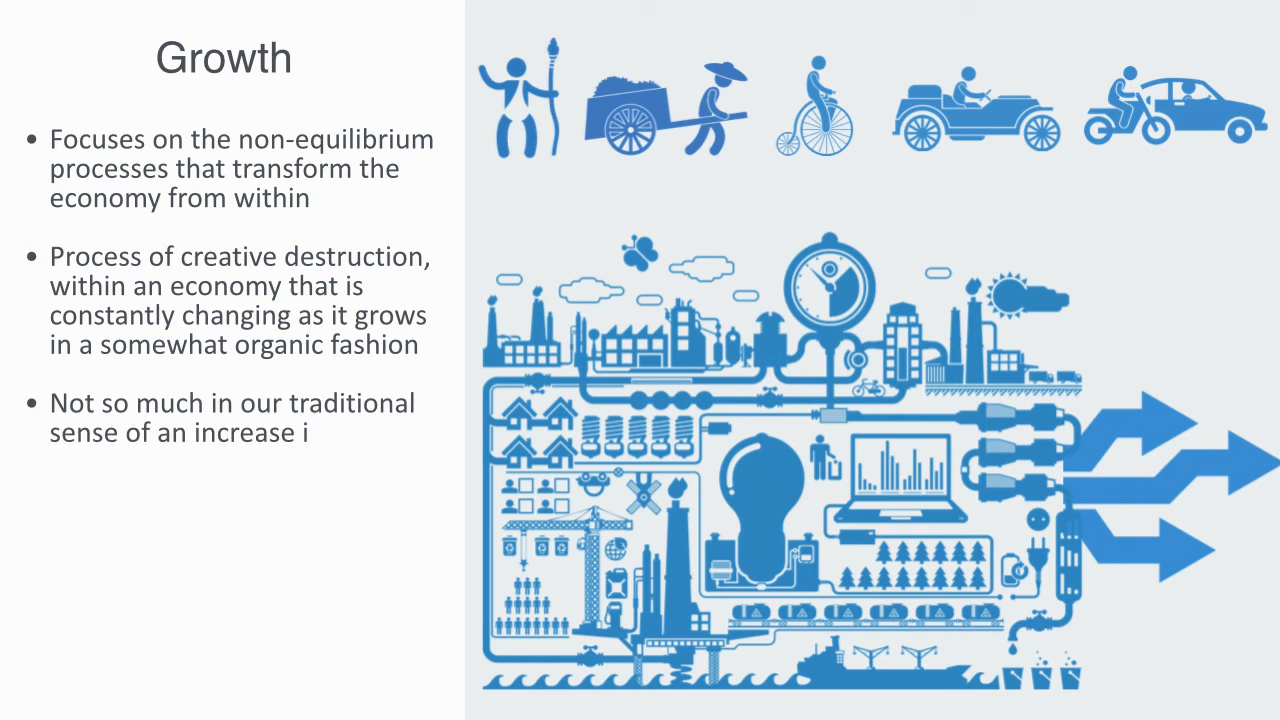 Growth
• Focuses on the non-equilibrium
processes that transform the
economy from within
• Process of creative destruction,
within an economy that is
constantly changing as it grows
in a somewhat organic fashion
• Not so much in our traditional
sense of an increase i